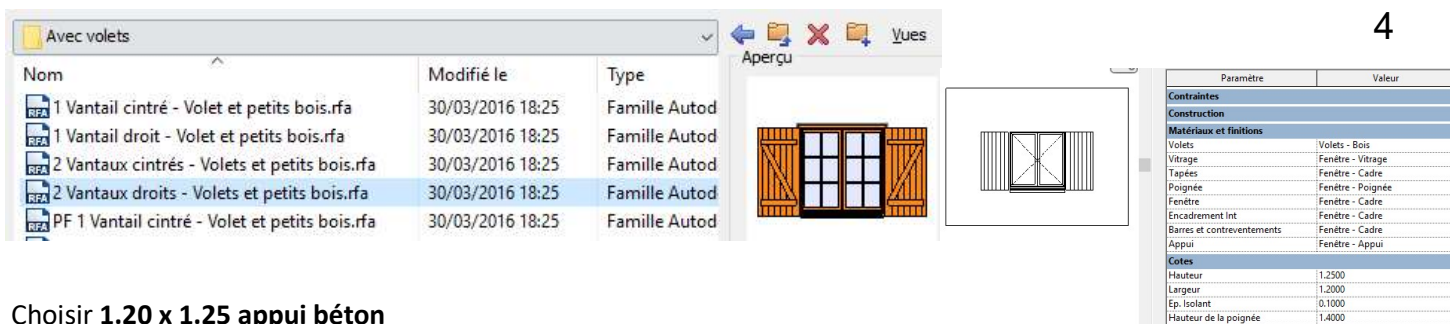 4
Avec volets
Vues
Nom Modifié le Type
Aperçu
1 Vantail cintré - Volet et petits bois.rfa 30/03/2016 18:25 Famille Autod
1 Vantail droit - Volet et petits bois.rfa 30/03/2016 18:25 Famille Autod
2 Vantaux cintrés - Volets et petits bois.rfa 30/03/2016 18:25 Famille Autod
2 Vantaux droits - Volets et petits bois.rfa 30/03/2016 18:25 Famille Autod
PF 1 Vantail cintré - Volet et petits bois.rfa 30/03/2016 18:25 Famille Autod
Paramètre Valeur
Contraintes
Construction
Matériaux et finitions
Volets Volets - Bois
Vitrage Fenêtre - Vitrage
Tapées Fenêtre - Cadre
Poignée Fenêtre - Poignée
Fenêtre Fenêtre - Cadre
Encadrement Int Fenêtre - Cadre
Barres et contreventements Fenêtre - Cadre
Appui Fenêtre - Appui
Cotes
Hauteur 1.2500
Largeur 1.2000
Ep. Isolant 0.1000
Hauteur de la poignée 1.4000
Choisir 1.20 x 1.25 appui béton